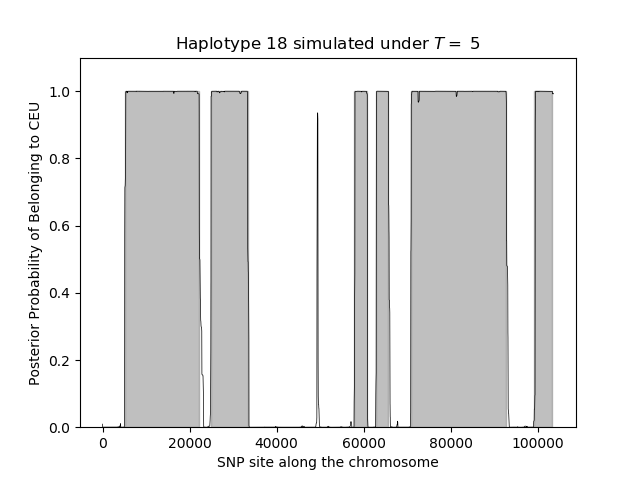 Haplotype 18 simulated under T = 5
Posterior Probability of Belonging to CEU
1.0
0.8
0.6
0.4
0.2
0.0
0 20000 40000 60000 80000 100000
SNP site along the chromosome